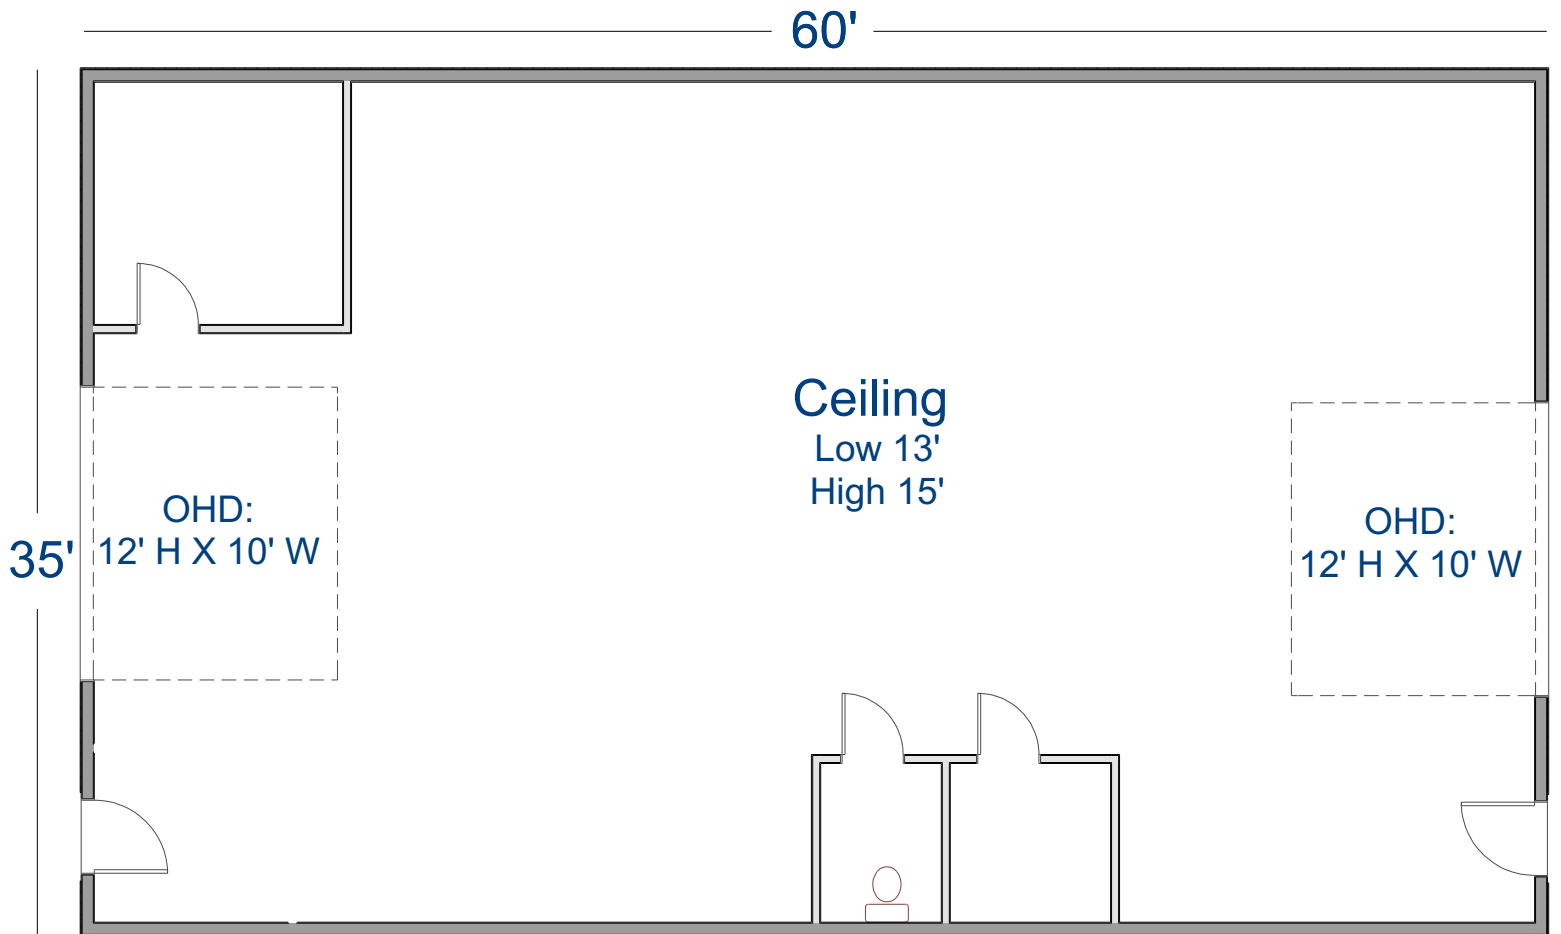 60'
Ceiling
Low 13'
High 15'
OHD:
12' H X 10' W
35'
OHD:
12' H X 10' W